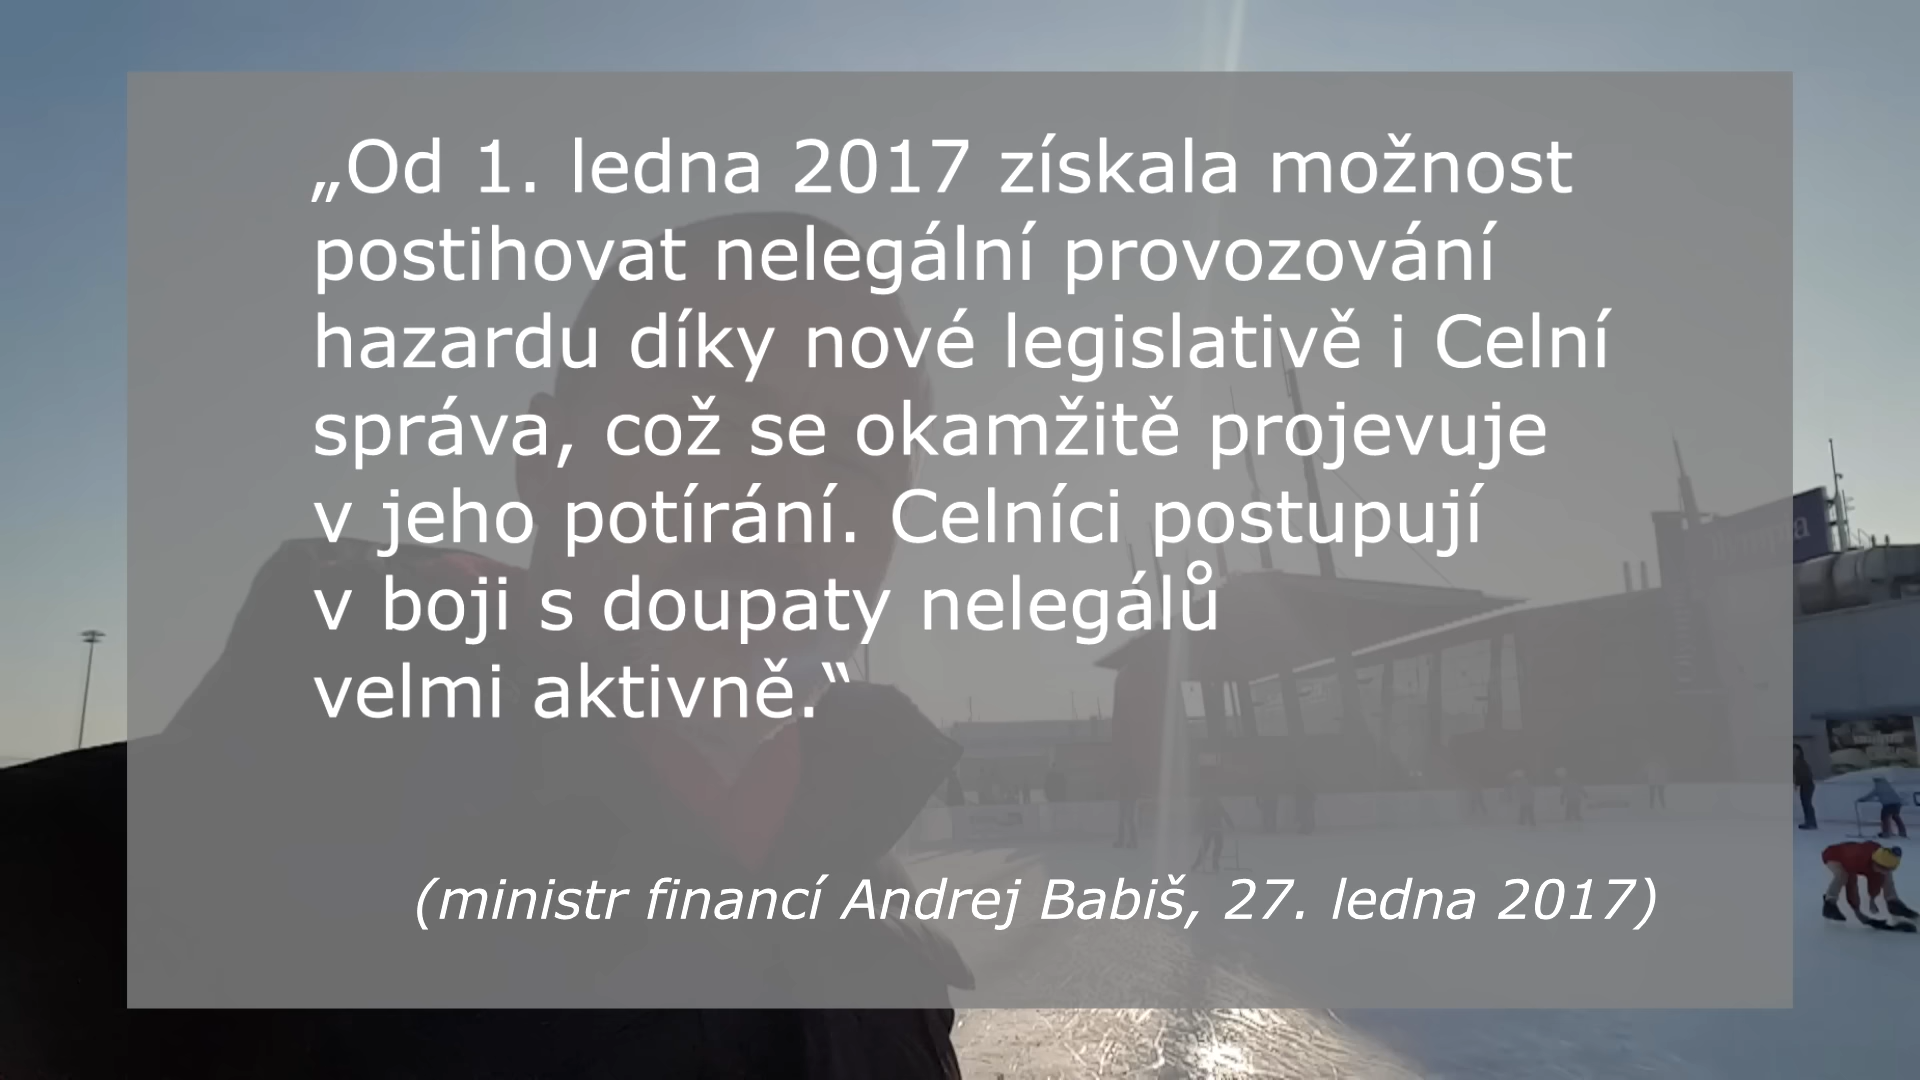 „Od 1. ledna 2017 získala možnost
postihovat nelegální provozování
hazardu díky nové legislativě i Celní
správa, což se okamžitě projevuje
v jeho potírání. Celníci postupují
v boji s doupaty nelegálů
velmi aktivně.“
(ministr financí Andrej Babiš, 27. ledna 2017)